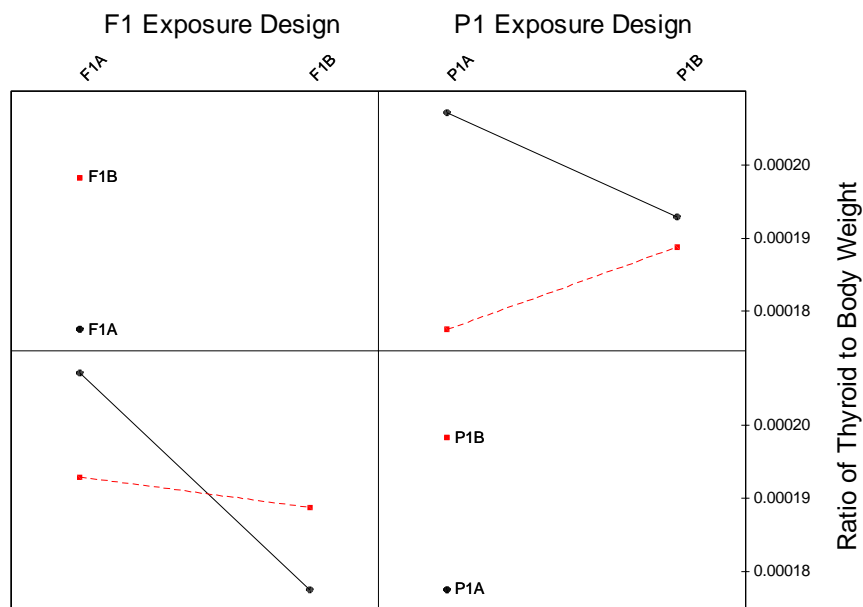 F1 Exposure Design P1 Exposure Design
F1A F1B P1A P1B
F1B
F1A
0.00020
0.00019
0.00018
P1B
P1A
0.00020
0.00019
0.00018
Ratio of Thyroid to Body Weight